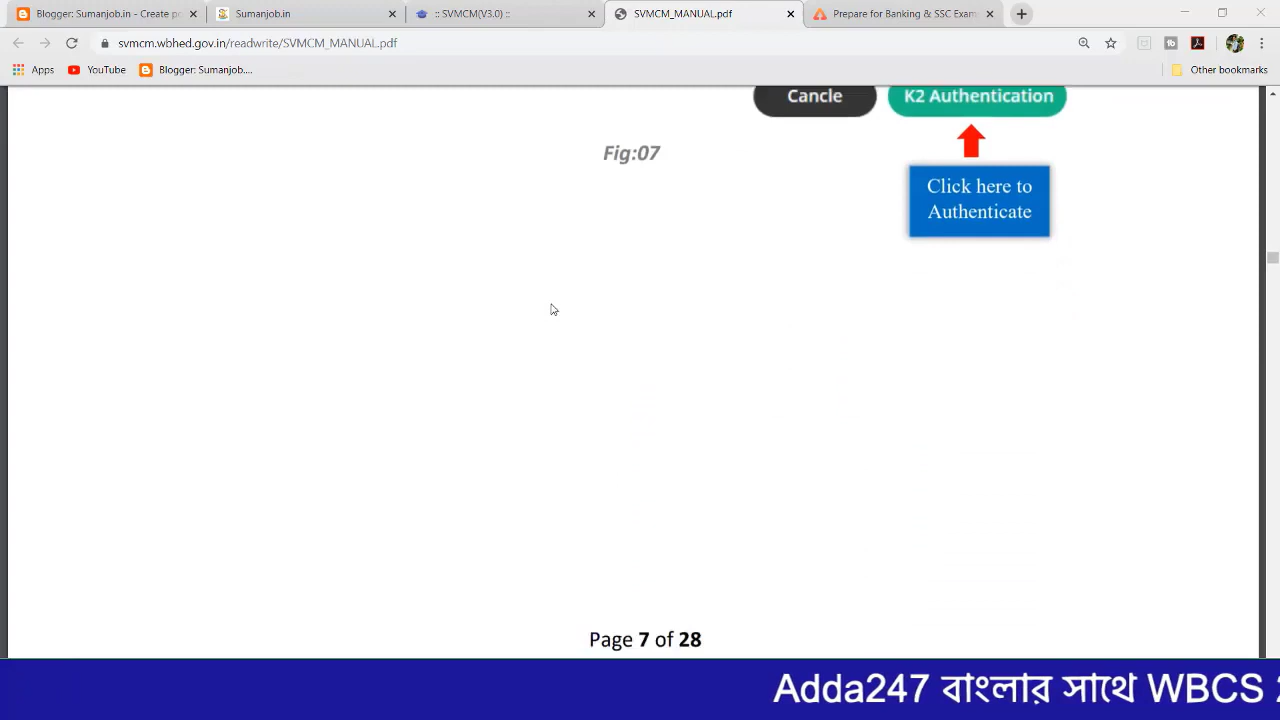 Blogger: Sumanjob.in - Create po
Sumanjob.in
:: SVMCM(V3.0) ::
SVMCM_MANUAL.pdf
Prepare for Banking & SSC Exam
svmcm.wbhed.gov.in/readwrite/SVMCM_MANUAL.pdf
Apps
YouTube
Blogger: Sumanjob....
Other bookmarks
Cancle
K2 Authentication
Fig:07
Click here to
Authenticate
Page 7 of 28
Adda247 বাংলার সাথে WBCS